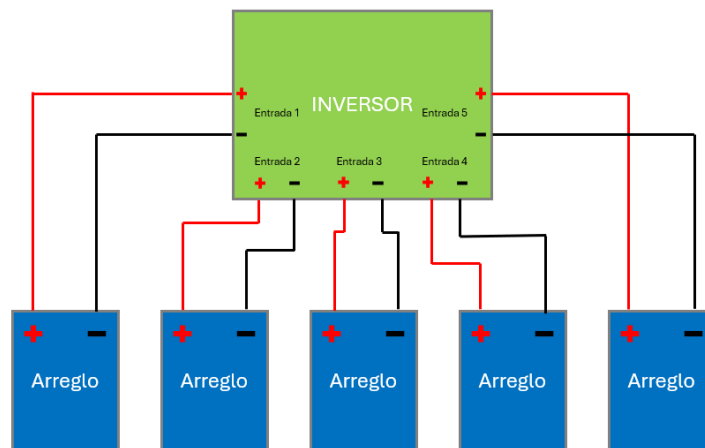 + +
INVERSOR
Entrada 1 Entrada 5
− −
Entrada 2 Entrada 3 Entrada 4
+ − + − + −
+ − + − + − + − + −
Arreglo Arreglo Arreglo Arreglo Arreglo